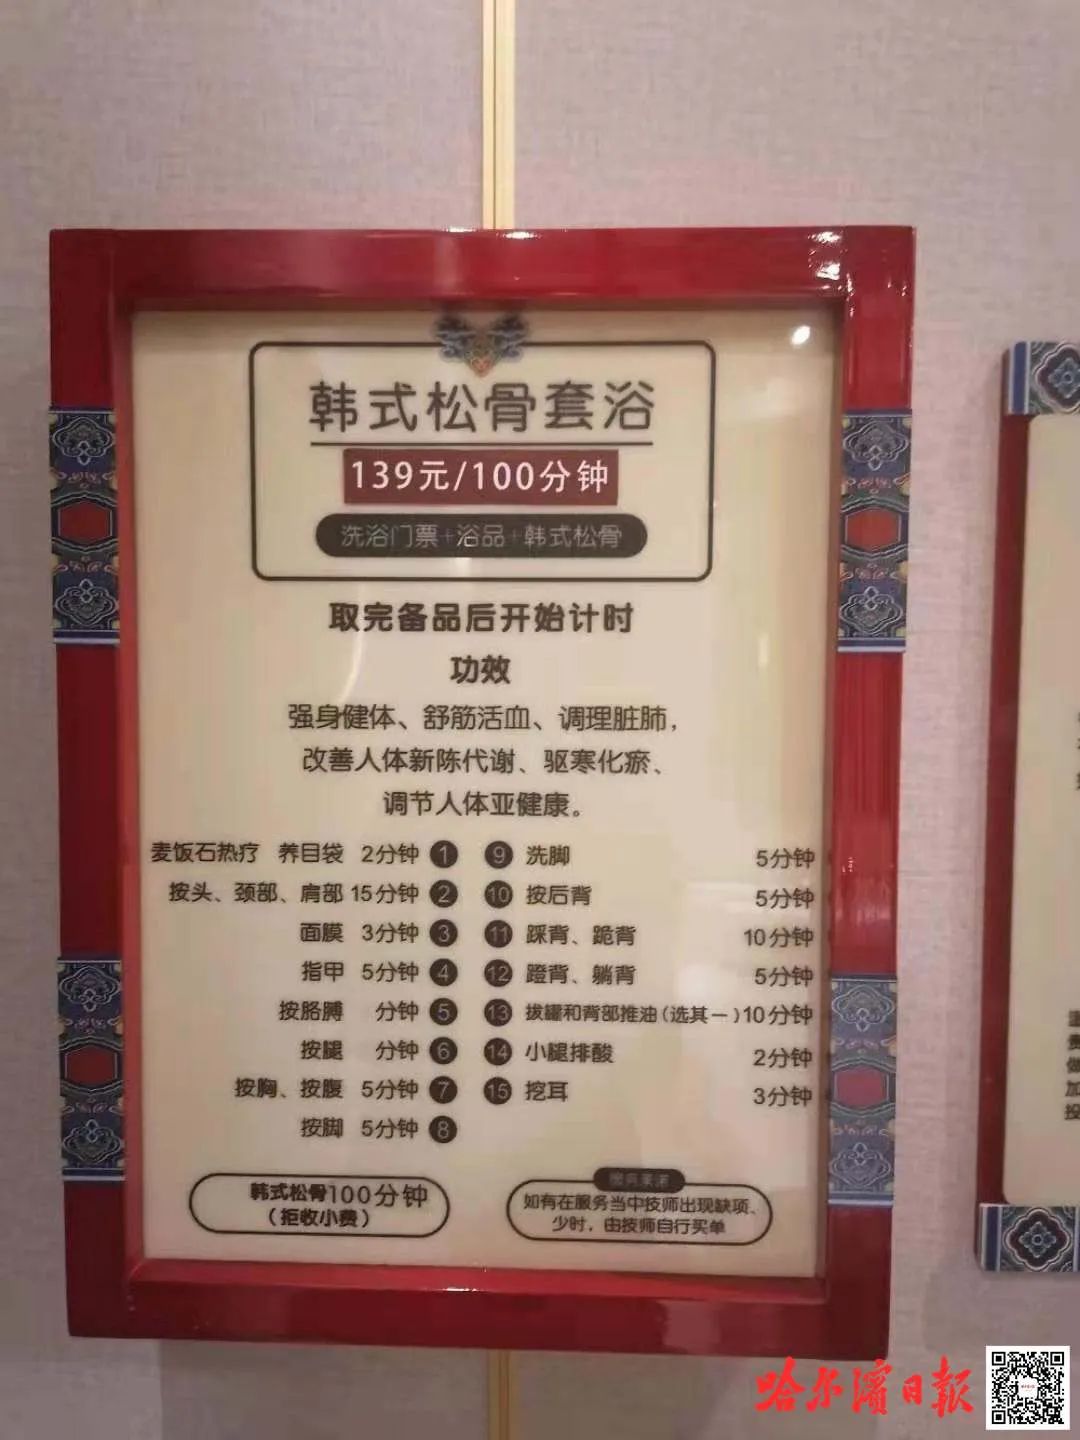 韩式松骨套浴
139元/100分钟
洗浴门票+浴品+韩式松骨
取完备品后开始计时
功效
强身健体、舒筋活血、调理脏肺，
改善人体新陈代谢、驱寒化瘀、
调节人体亚健康。
麦饭石热疗 养目袋 2分钟 1
按头、颈部、肩部 15分钟 2
面膜 3分钟 3
指甲 5分钟 4
按胳膊 分钟 5
按腿 分钟 6
按胸、按腹 5分钟 7
按脚 5分钟 8
9 洗脚 5分钟
10 按后背 5分钟
11 踩背、跪背 10分钟
12 蹬背、躺背 5分钟
13 拔罐和背部推油（选其一）10分钟
14 小腿排酸 2分钟
15 挖耳 3分钟
韩式松骨100分钟
（拒收小费）
如有在服务当中技师出现缺项、
少时，由技师自行买单
哈尔滨日报